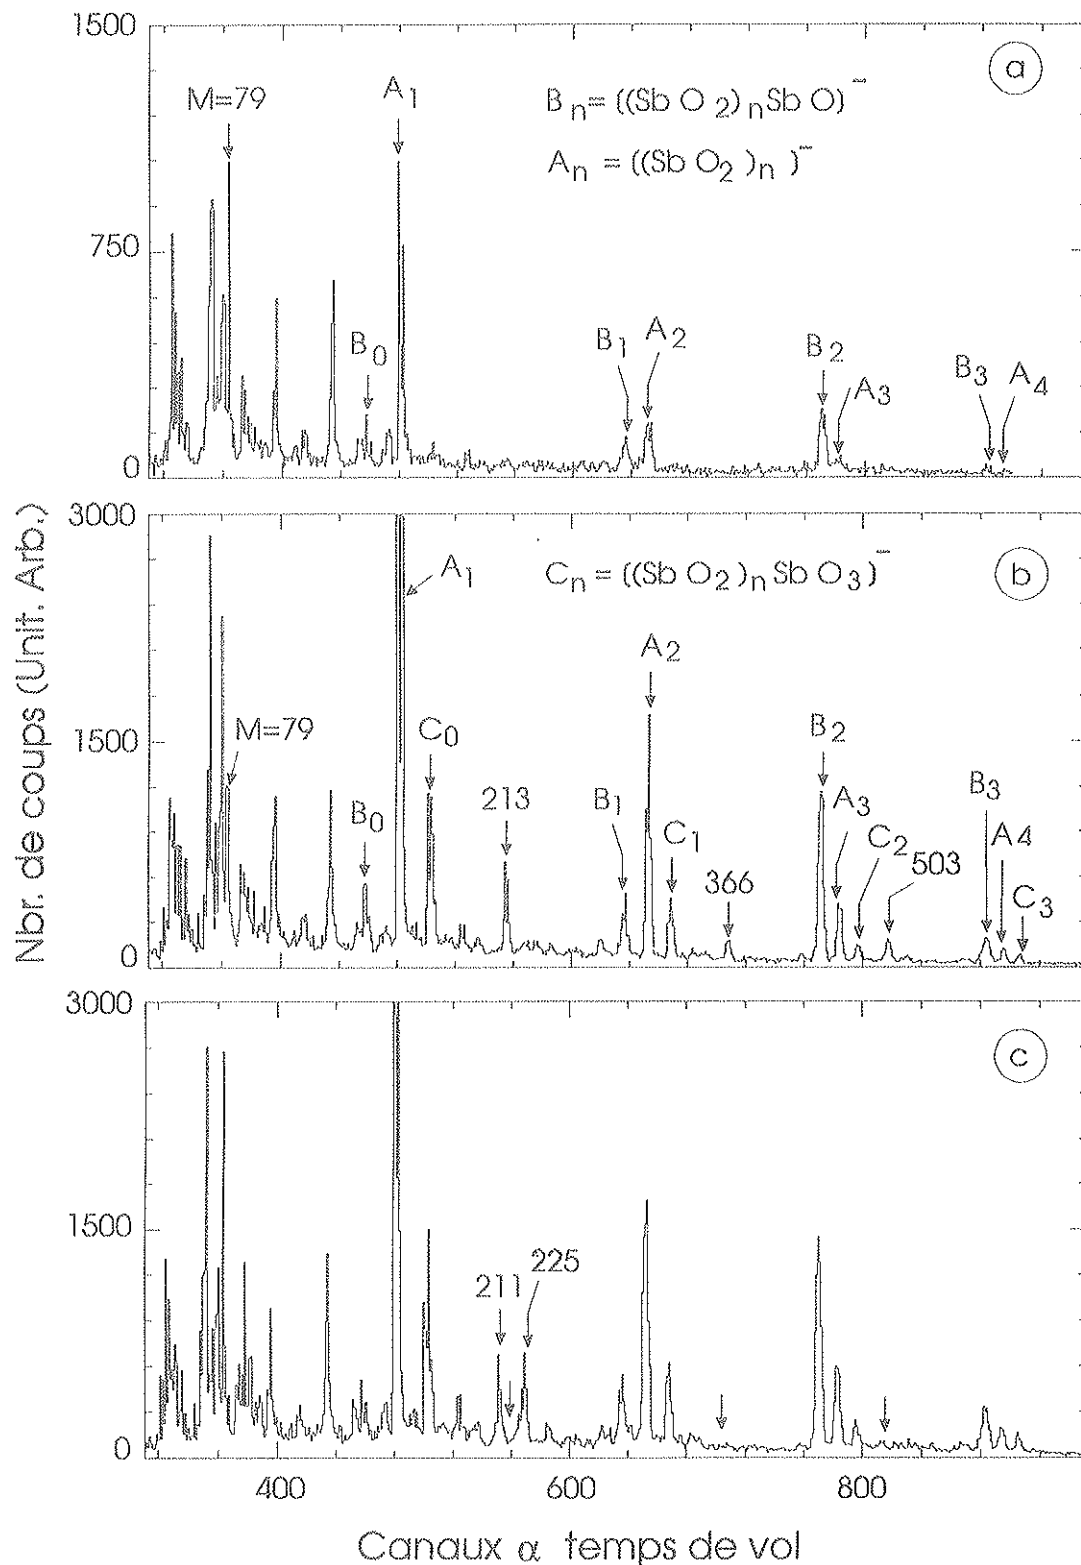 1500
a
M=79
A1
Bn= ((Sb O2)nSb O)⁻
An = ((Sb O2)n)⁻
750
B0
B1
A2
B2
A3
B3
A4
0
Nbr. de coups (Unit. Arb.)
3000
A1
Cn = ((Sb O2)n Sb O3)⁻
b
A2
M=79
C0
1500
B2
B3
213
B1
A3
B0
C1
C2
A4
503
366
C3
0
3000
c
1500
225
211
0
400
600
800
Canaux α temps de vol